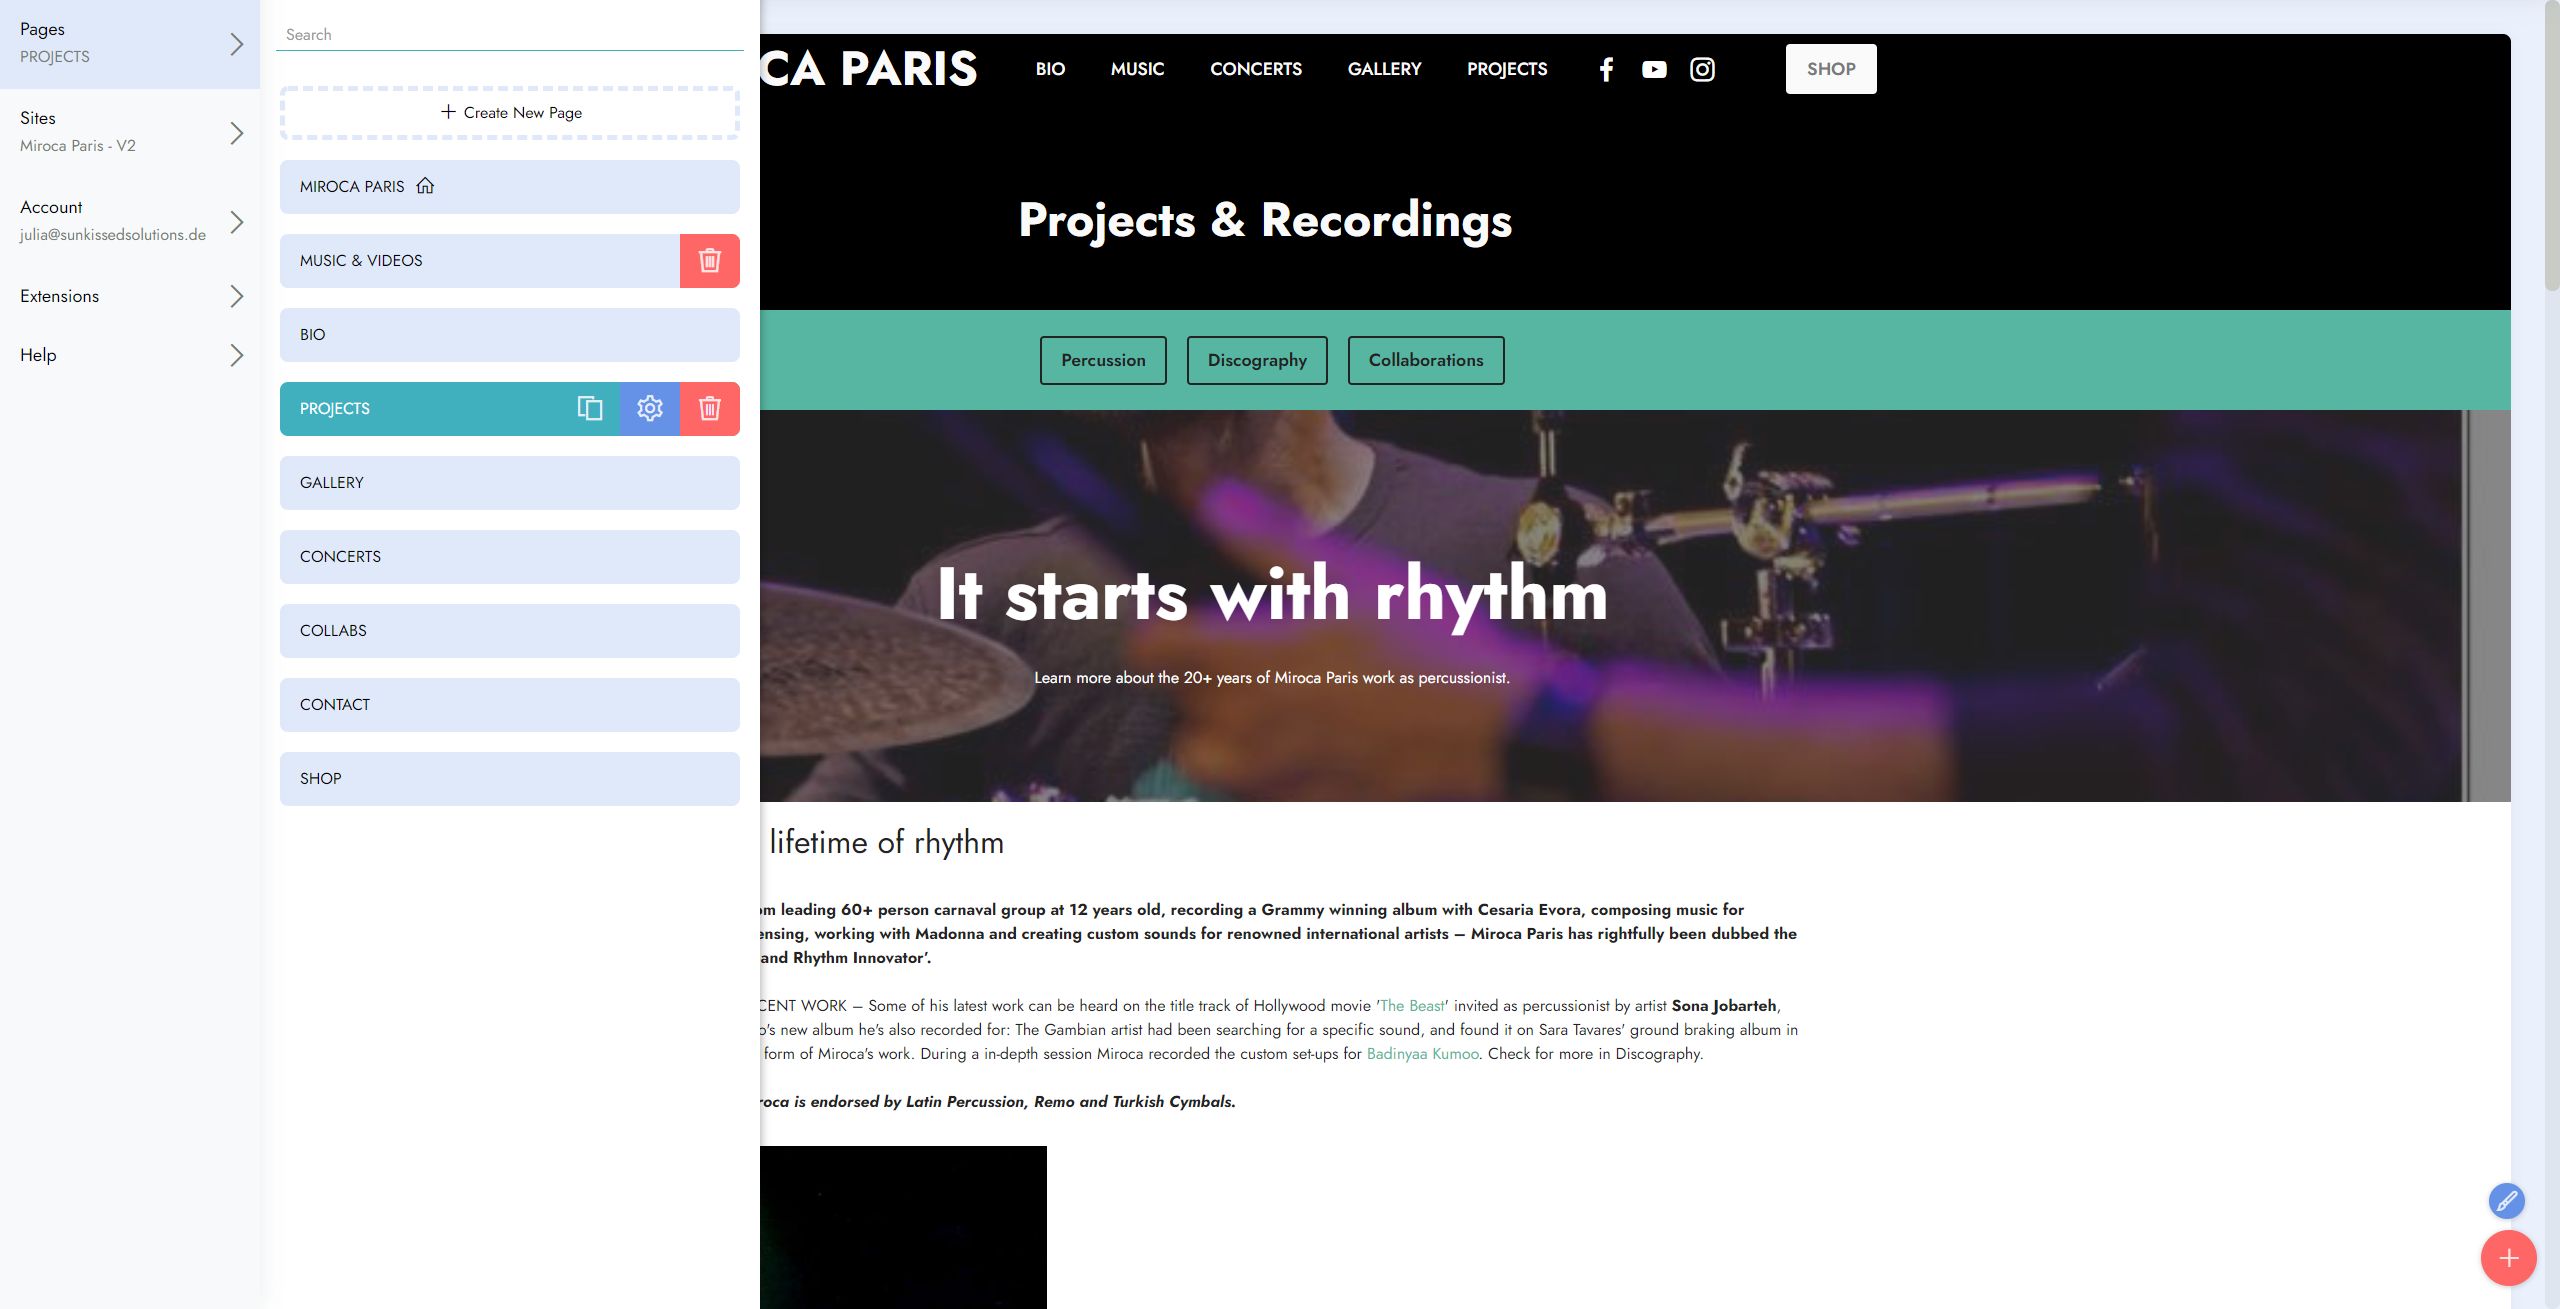 Pages
PROJECTS
Sites
Miroca Paris - V2
Account
julia@sunkissedsolutions.de
Extensions
Help
Search
Create New Page
MIROCA PARIS
MUSIC & VIDEOS
BIO
PROJECTS
GALLERY
CONCERTS
COLLABS
CONTACT
SHOP
CA PARIS
BIO MUSIC CONCERTS GALLERY PROJECTS SHOP
Projects & Recordings
Percussion Discography Collaborations
It starts with rhythm
Learn more about the 20+ years of Miroca Paris work as percussionist.
lifetime of rhythm
om leading 60+ person carnaval group at 12 years old, recording a Grammy winning album with Cesaria Evora, composing music for
ensing, working with Madonna and creating custom sounds for renowned international artists – Miroca Paris has rightfully been dubbed the
and Rhythm Innovator'.
CENT WORK – Some of his latest work can be heard on the title track of Hollywood movie 'The Beast' invited as percussionist by artist Sona Jobarteh,
o's new album he's also recorded for: The Gambian artist had been searching for a specific sound, and found it on Sara Tavares' ground braking album in
form of Miroca's work. During a in-depth session Miroca recorded the custom set-ups for Badinyaa Kumoo. Check for more in Discography.
roca is endorsed by Latin Percussion, Remo and Turkish Cymbals.